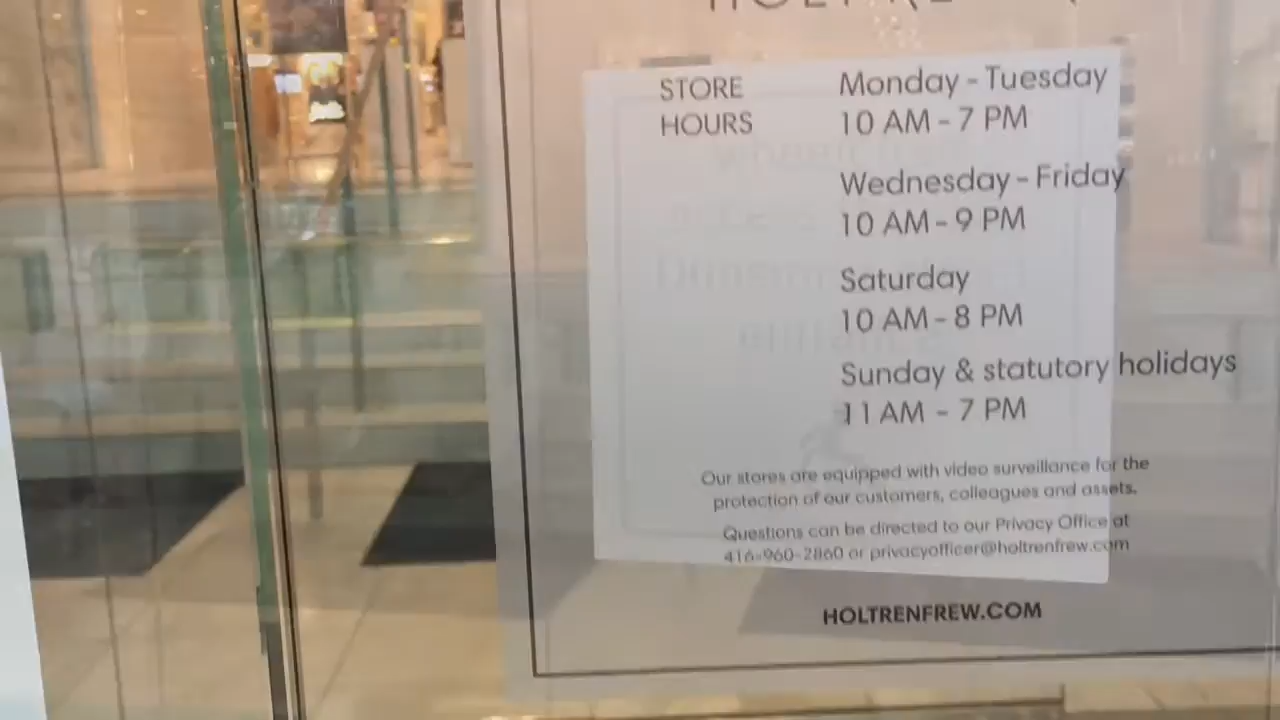 STORE
HOURS
Monday - Tuesday
10 AM - 7 PM
Wednesday - Friday
10 AM - 9 PM
Saturday
10 AM - 8 PM
Sunday & statutory holidays
11 AM - 7 PM
Our stores are equipped with video surveillance for the
protection of our customers, colleagues and assets.
Questions can be directed to our Privacy Office at
416-960-2860 or privacyofficer@holtrenfrew.com
HOLTRENFREW.COM